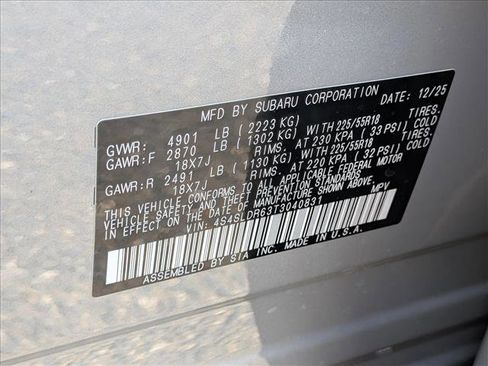 MFD BY SUBARU CORPORATION DATE: 12/25
GVWR: 4901 LB (2223 KG)
GAWR:F 2870 LB (1302 KG) WITH 225/55R18 TIRES.
18X7J RIMS. AT 230 KPA (33 PSI) COLD
GAWR:R 2491 LB (1130 KG) WITH 225/55R18 TIRES.
18X7J RIMS. AT 220 KPA (32 PSI) COLD
THIS VEHICLE CONFORMS TO ALL APPLICABLE FEDERAL MOTOR
VEHICLE SAFETY AND THEFT PREVENTION STANDARDS
IN EFFECT ON THE DATE OF MANUFACTURE SHOWN ABOVE.
VIN: 4S4SLDR63T3040831 MPV
ASSEMBLED BY SIA INC. MADE IN U.S.A.